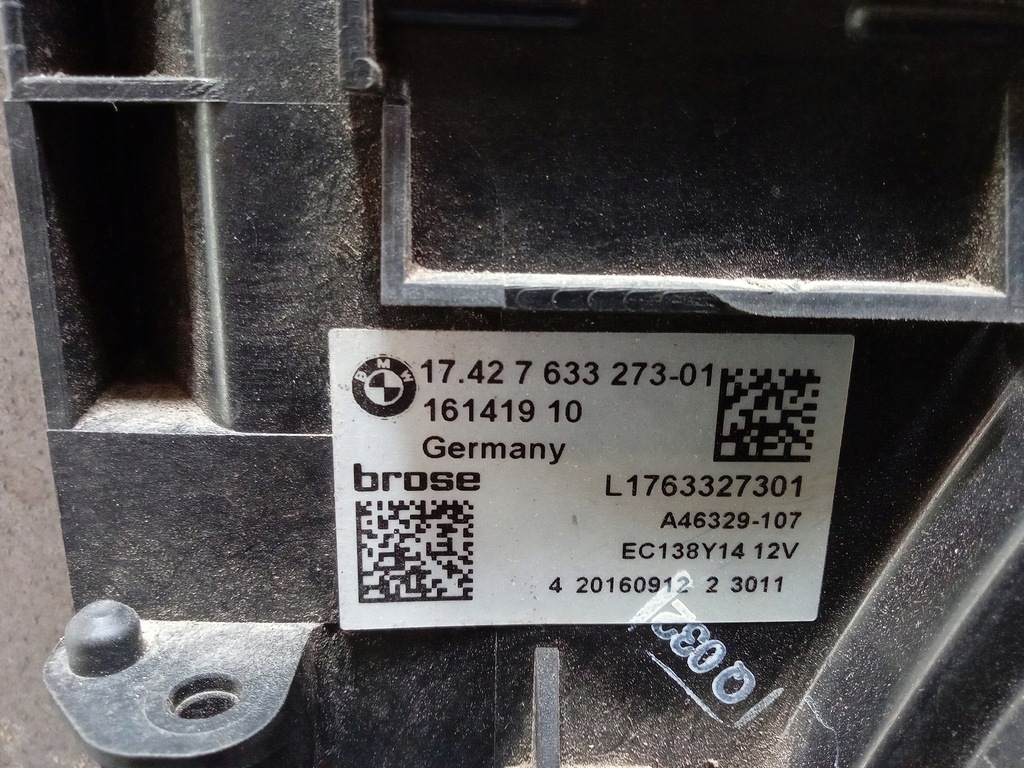 BMW
17.42 7 633 273-01
161419 10
Germany
brose
L1763327301
A46329-107
EC138Y14 12V
4 20160912 2 3011